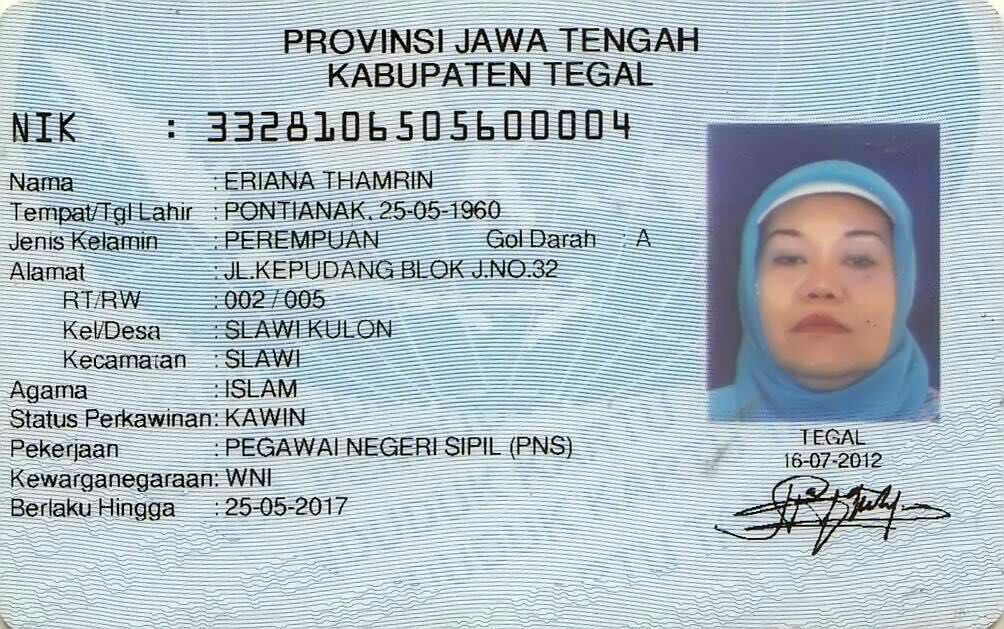 PROVINSI JAWA TENGAH
KABUPATEN TEGAL
NIK : 3328106505600004
Nama : ERIANA THAMRIN
Tempat/Tgl Lahir : PONTIANAK, 25-05-1960
Jenis Kelamin : PEREMPUAN Gol Darah : A
Alamat : JL.KEPUDANG BLOK J.NO.32
RT/RW : 002 / 005
Kel/Desa : SLAWI KULON
Kecamatan : SLAWI
Agama : ISLAM
Status Perkawinan: KAWIN
Pekerjaan : PEGAWAI NEGERI SIPIL (PNS)
Kewarganegaraan: WNI
Berlaku Hingga : 25-05-2017
TEGAL
16-07-2012